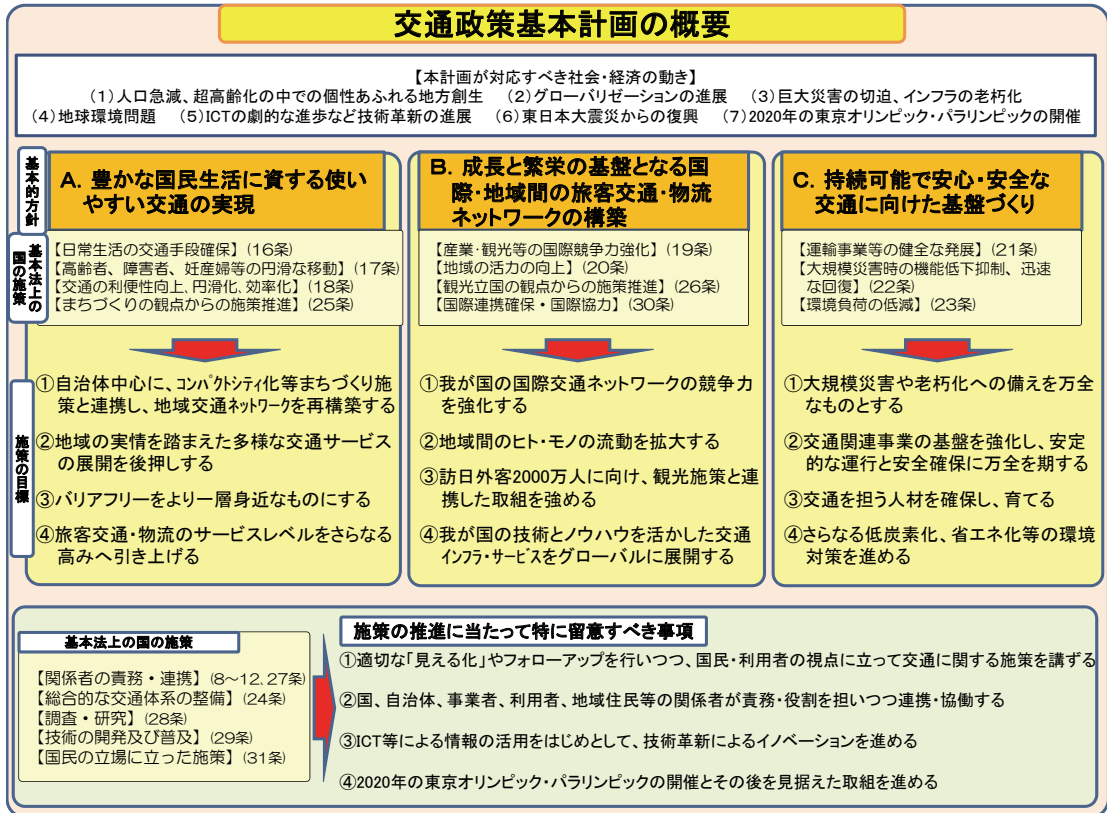 交通政策基本計画の概要
【本計画が対応すべき社会・経済の動き】
(1)人口急減、超高齢化の中での個性あふれる地方創生 (2)グローバリゼーションの進展 (3)巨大災害の切迫、インフラの老朽化
(4)地球環境問題 (5)ICTの劇的な進歩など技術革新の進展 (6)東日本大震災からの復興 (7)2020年の東京オリンピック・パラリンピックの開催
基本的方針
A. 豊かな国民生活に資する使い
やすい交通の実現
B. 成長と繁栄の基盤となる国
際・地域間の旅客交通・物流
ネットワークの構築
C. 持続可能で安心・安全な
交通に向けた基盤づくり
基本法上の
国の施策
【日常生活の交通手段確保】(16条)
【高齢者、障害者、妊産婦等の円滑な移動】(17条)
【交通の利便性向上、円滑化、効率化】(18条)
【まちづくりの観点からの施策推進】(25条)
【産業・観光等の国際競争力強化】(19条)
【地域の活力の向上】(20条)
【観光立国の観点からの施策推進】(26条)
【国際連携確保・国際協力】(30条)
【運輸事業等の健全な発展】(21条)
【大規模災害時の機能低下抑制、迅速
な回復】(22条)
【環境負荷の低減】(23条)
施策の目標
①自治体中心に、コンパクトシティ化等まちづくり施
策と連携し、地域交通ネットワークを再構築する
②地域の実情を踏まえた多様な交通サービス
の展開を後押しする
③バリアフリーをより一層身近なものにする
④旅客交通・物流のサービスレベルをさらなる
高みへ引き上げる
①我が国の国際交通ネットワークの競争力
を強化する
②地域間のヒト・モノの流動を拡大する
③訪日外客2000万人に向け、観光施策と連
携した取組を強める
④我が国の技術とノウハウを活かした交通
インフラ・サービスをグローバルに展開する
①大規模災害や老朽化への備えを万全
なものとする
②交通関連事業の基盤を強化し、安定
的な運行と安全確保に万全を期する
③交通を担う人材を確保し、育てる
④さらなる低炭素化、省エネ化等の環境
対策を進める
基本法上の国の施策
【関係者の責務・連携】(8~12、27条)
【総合的な交通体系の整備】(24条)
【調査・研究】(28条)
【技術の開発及び普及】(29条)
【国民の立場に立った施策】(31条)
施策の推進に当たって特に留意すべき事項
①適切な「見える化」やフォローアップを行いつつ、国民・利用者の視点に立って交通に関する施策を講ずる
②国、自治体、事業者、利用者、地域住民等の関係者が責務・役割を担いつつ連携・協働する
③ICT等による情報の活用をはじめとして、技術革新によるイノベーションを進める
④2020年の東京オリンピック・パラリンピックの開催とその後を見据えた取組を進める